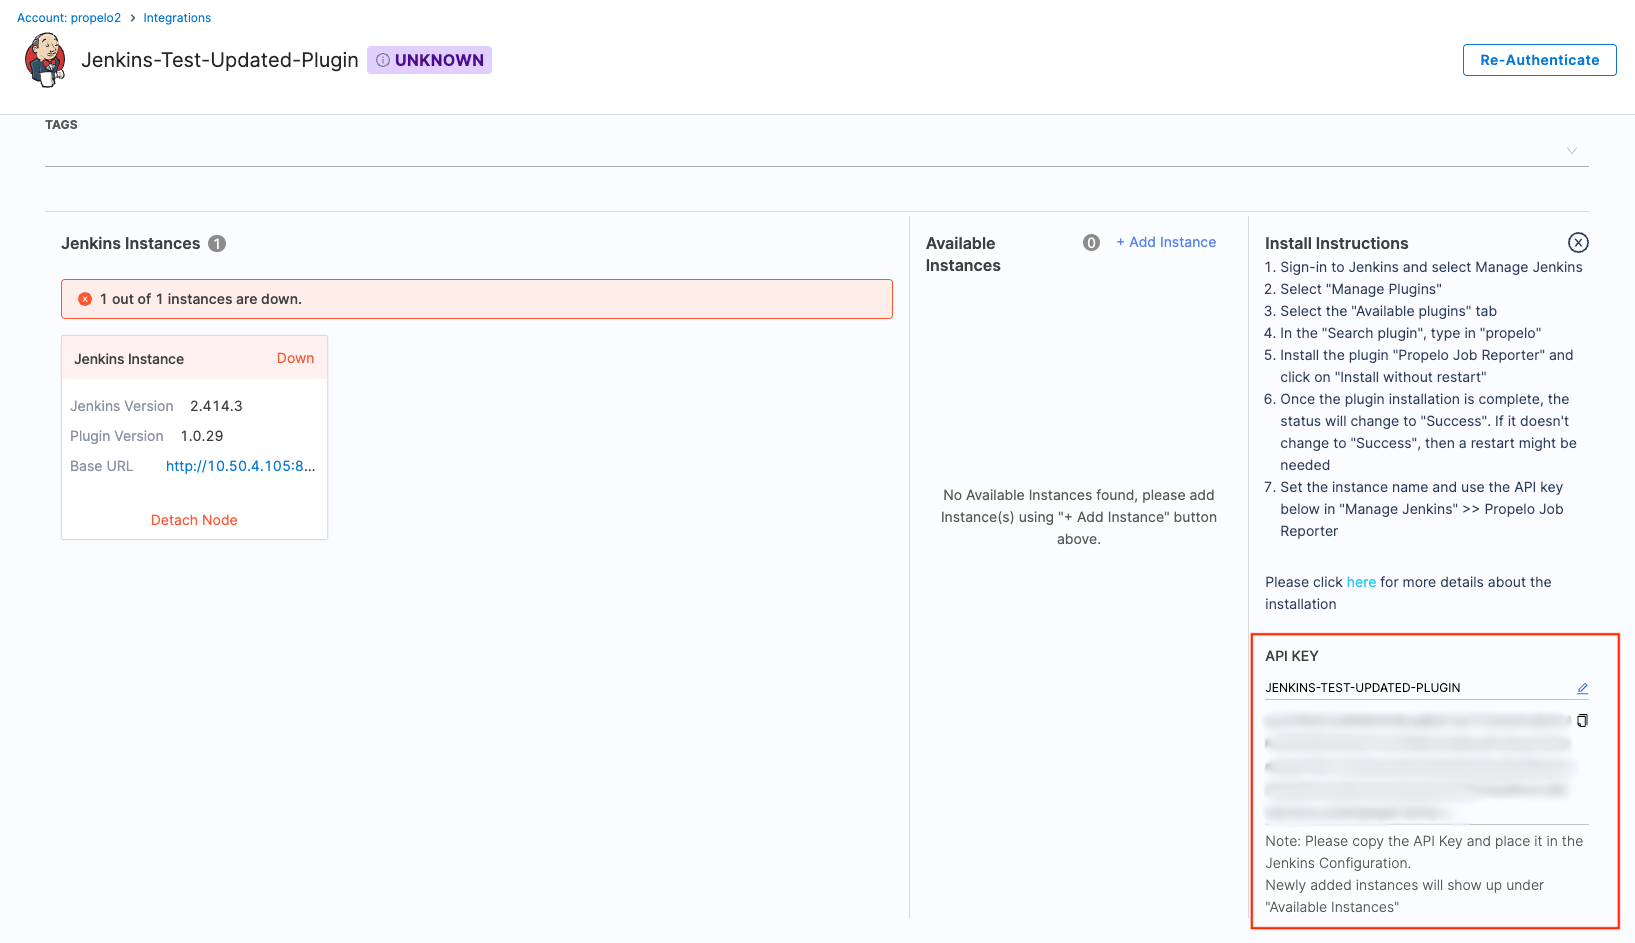 Account: propelo2 > Integrations
Jenkins-Test-Updated-Plugin
UNKNOWN
Re-Authenticate
TAGS
Jenkins Instances 1
1 out of 1 instances are down.
Jenkins Instance Down
Jenkins Version 2.414.3
Plugin Version 1.0.29
Base URL http://10.50.4.105:8...
Detach Node
Available
Instances
0 + Add Instance
No Available Instances found, please add
Instance(s) using "+ Add Instance" button
above.
Install Instructions
1. Sign-in to Jenkins and select Manage Jenkins
2. Select "Manage Plugins"
3. Select the "Available plugins" tab
4. In the "Search plugin", type in "propelo"
5. Install the plugin "Propelo Job Reporter" and
click on "Install without restart"
6. Once the plugin installation is complete, the
status will change to "Success". If it doesn't
change to "Success", then a restart might be
needed
7. Set the instance name and use the API key
below in "Manage Jenkins" >> Propelo Job
Reporter
Please click here for more details about the
installation
API KEY
JENKINS-TEST-UPDATED-PLUGIN
Note: Please copy the API Key and place it in the
Jenkins Configuration.
Newly added instances will show up under
"Available Instances"